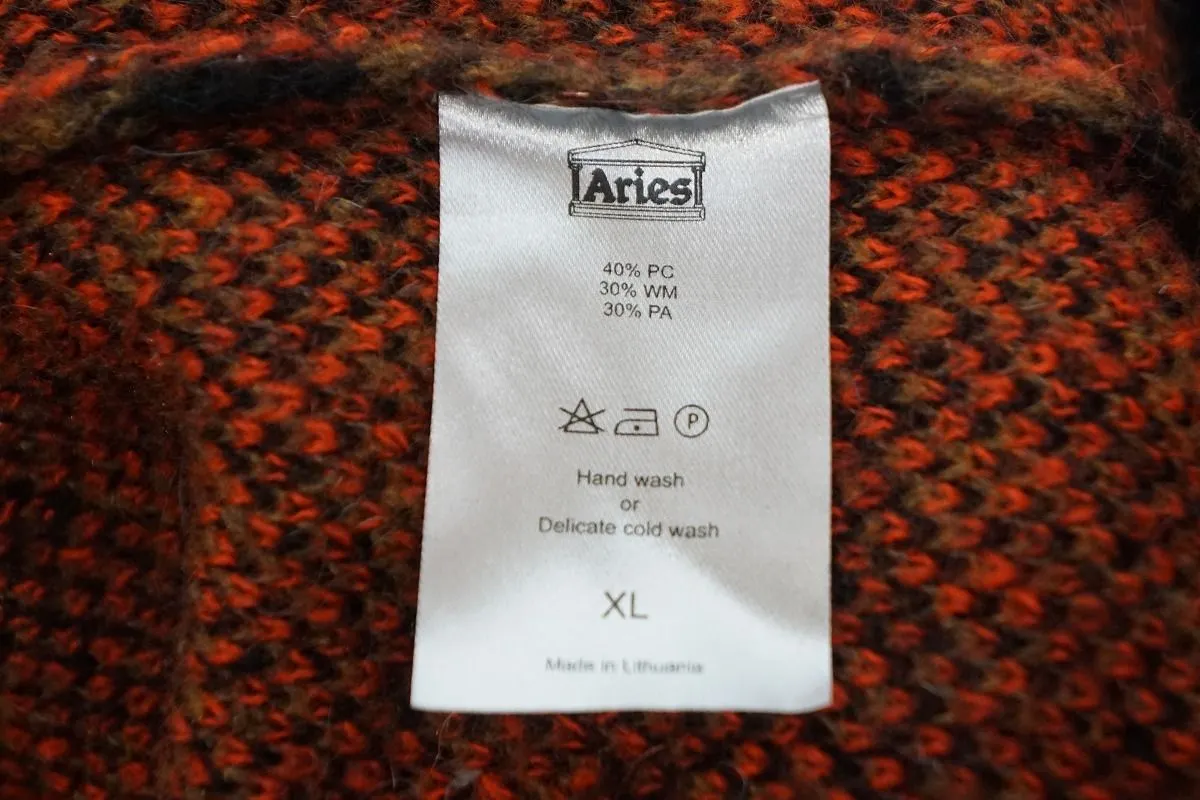 Aries
40% PC
30% WM
30% PA
P
Hand wash
or
Delicate cold wash
XL
Made in Lithuania